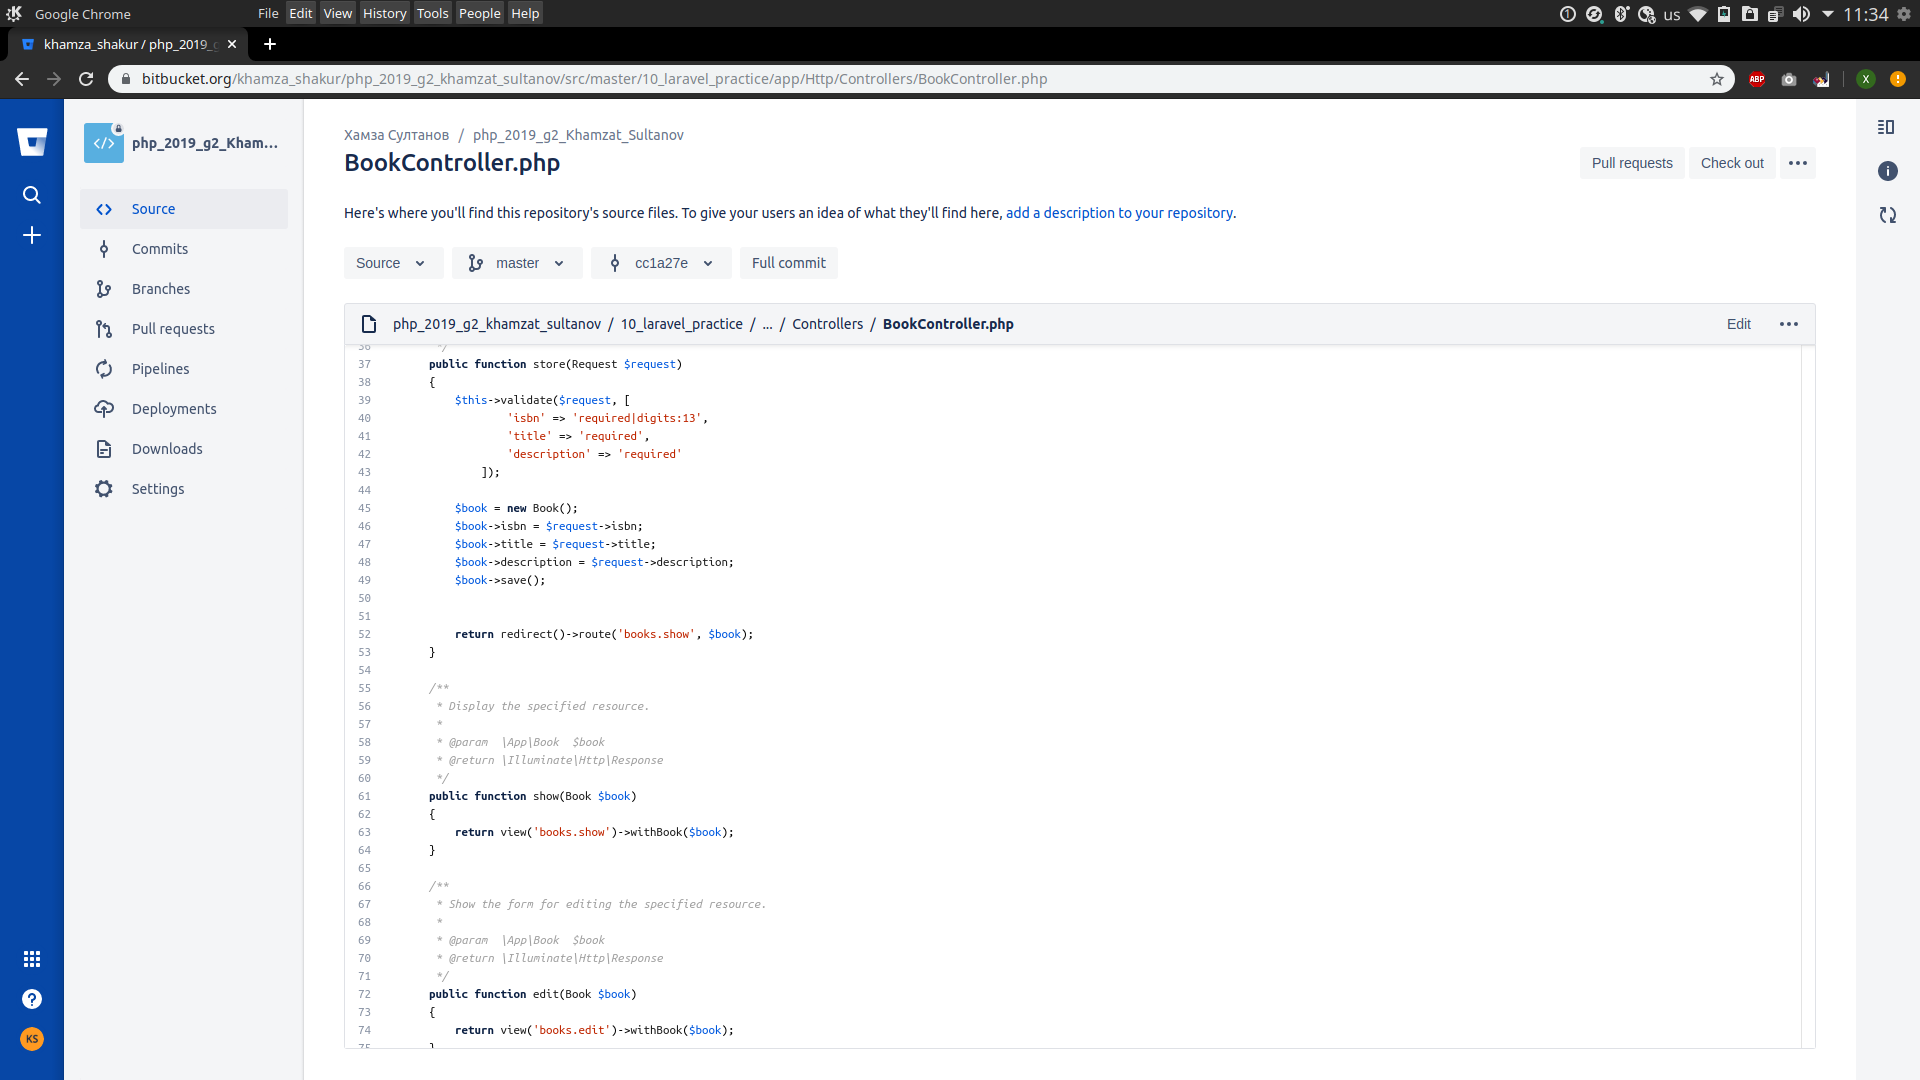 Google Chrome File Edit View History Tools People Help us 11:34
khamza_shakur / php_2019_g
bitbucket.org/khamza_shakur/php_2019_g2_khamzat_sultanov/src/master/10_laravel_practice/app/Http/Controllers/BookController.php ABP X
php_2019_g2_Kham...
Source
Commits
Branches
Pull requests
Pipelines
Deployments
Downloads
Settings
KS
Хамза Султанов / php_2019_g2_Khamzat_Sultanov
BookController.php
Pull requests Check out
Here's where you'll find this repository's source files. To give your users an idea of what they'll find here, add a description to your repository.
Source master cc1a27e Full commit
php_2019_g2_khamzat_sultanov / 10_laravel_practice / ... / Controllers / BookController.php Edit
36 */
37 public function store(Request $request)
38 {
39 $this->validate($request, [
40 'isbn' => 'required|digits:13',
41 'title' => 'required',
42 'description' => 'required'
43 ]);
44
45 $book = new Book();
46 $book->isbn = $request->isbn;
47 $book->title = $request->title;
48 $book->description = $request->description;
49 $book->save();
50
51
52 return redirect()->route('books.show', $book);
53 }
54
55 /**
56 * Display the specified resource.
57 *
58 * @param \App\Book $book
59 * @return \Illuminate\Http\Response
60 */
61 public function show(Book $book)
62 {
63 return view('books.show')->withBook($book);
64 }
65
66 /**
67 * Show the form for editing the specified resource.
68 *
69 * @param \App\Book $book
70 * @return \Illuminate\Http\Response
71 */
72 public function edit(Book $book)
73 {
74 return view('books.edit')->withBook($book);
75 }